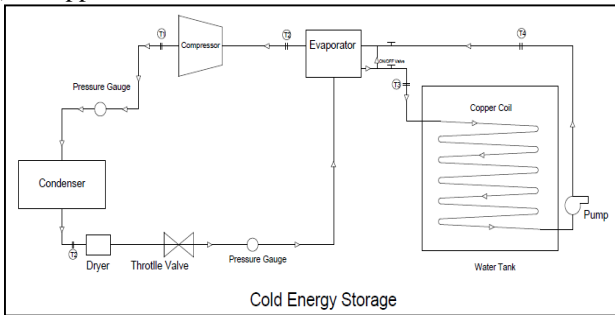 T1
Compressor
T2
Evaporator
T4
ON/OFF Valve
T3
Pressure Gauge
Copper Coil
Condenser
Pump
T2
Dryer
Throtlle Valve
Pressure Gauge
Water Tank
Cold Energy Storage